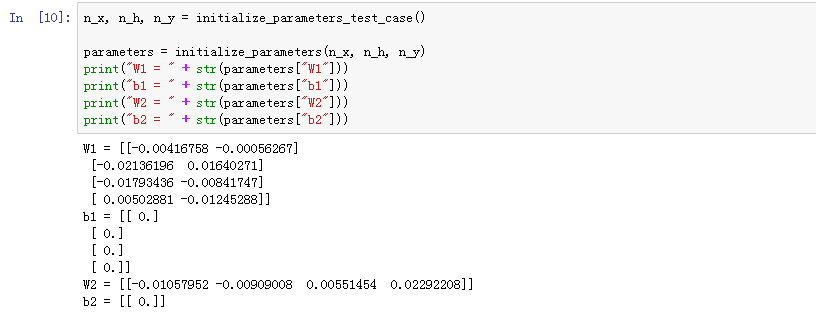 In [10]: n_x, n_h, n_y = initialize_parameters_test_case()
parameters = initialize_parameters(n_x, n_h, n_y)
print("W1 = " + str(parameters["W1"]))
print("b1 = " + str(parameters["b1"]))
print("W2 = " + str(parameters["W2"]))
print("b2 = " + str(parameters["b2"]))
W1 = [[-0.00416758 -0.00056267]
[-0.02136196 0.01640271]
[-0.01793436 -0.00841747]
[ 0.00502881 -0.01245288]]
b1 = [[ 0.]
[ 0.]
[ 0.]
[ 0.]]
W2 = [[-0.01057952 -0.00909008 0.00551454 0.02292208]]
b2 = [[ 0.]]